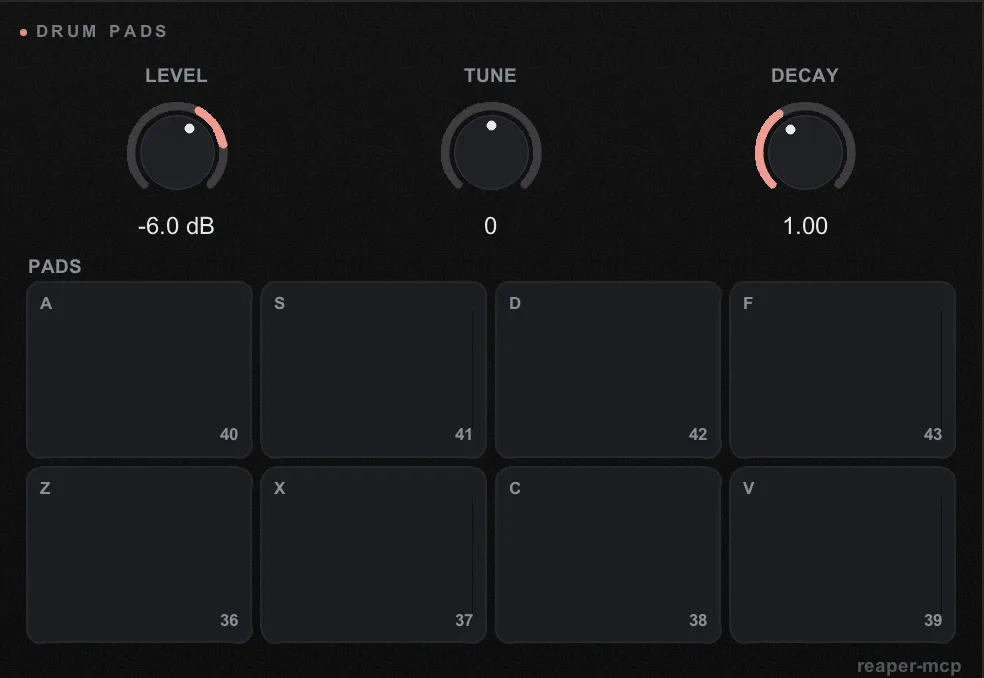 DRUM PADS
LEVEL TUNE DECAY
-6.0 dB 0 1.00
PADS
A S D F
40 41 42 43
Z X C V
36 37 38 39
reaper-mcp